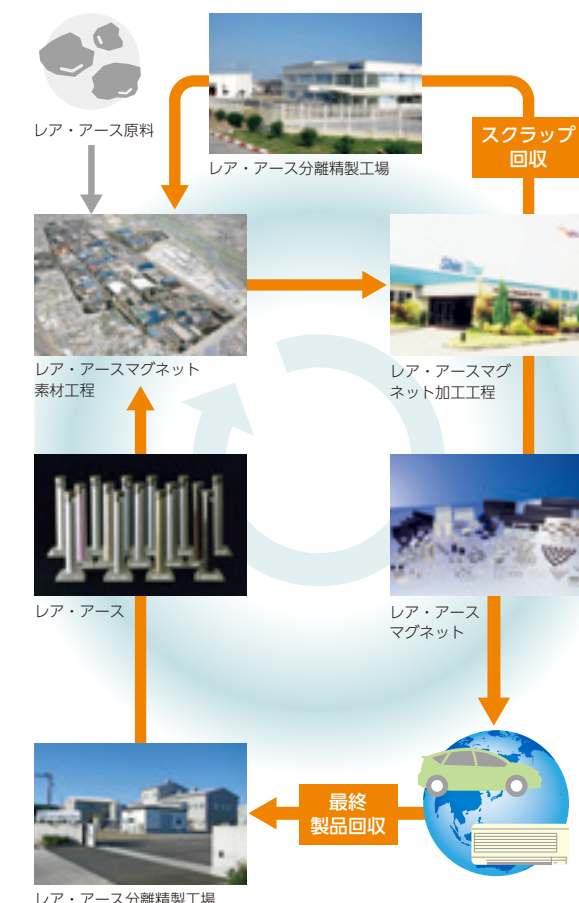 レア・アース原料
レア・アース分離精製工場
スクラップ
回収
レア・アースマグネット
素材工程
レア・アースマグ
ネット加工工程
レア・アース
レア・アース
マグネット
最終
製品回収
レア・アース分離精製工場